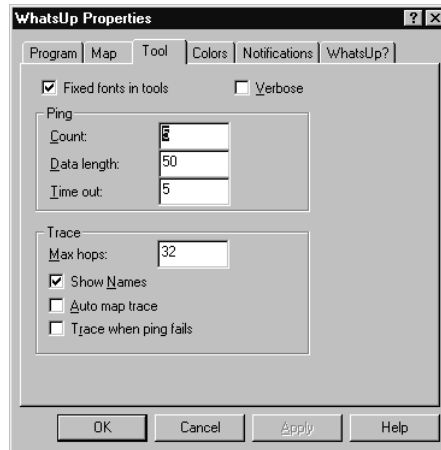 WhatsUp Properties
Program Map Tool Colors Notifications WhatsUp?
Fixed fonts in tools Verbose
Ping
Count:
Data length: 50
Time out: 5
Trace
Max hops: 32
Show Names
Auto map trace
Trace when ping fails
OK Cancel Apply Help